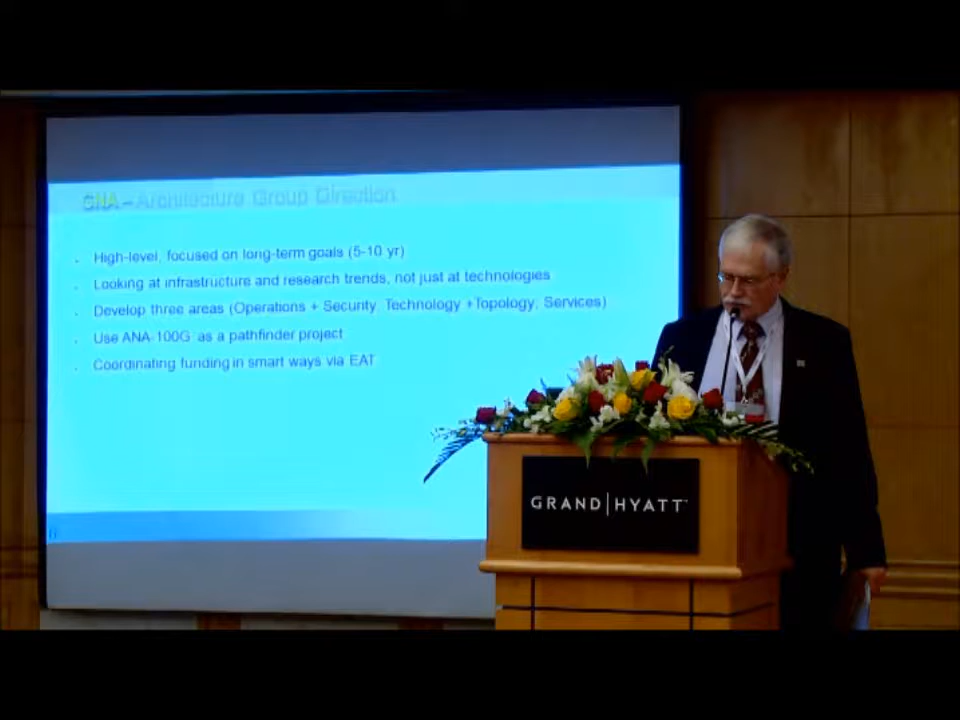 GNA – Architecture Group Direction
High-level, focused on long-term goals (5-10 yr)
Looking at infrastructure and research trends, not just at technologies
Develop three areas (Operations + Security, Technology +Topology, Services)
Use ANA-100G as a pathfinder project
Coordinating funding in smart ways via EAT
GRAND|HYATT™